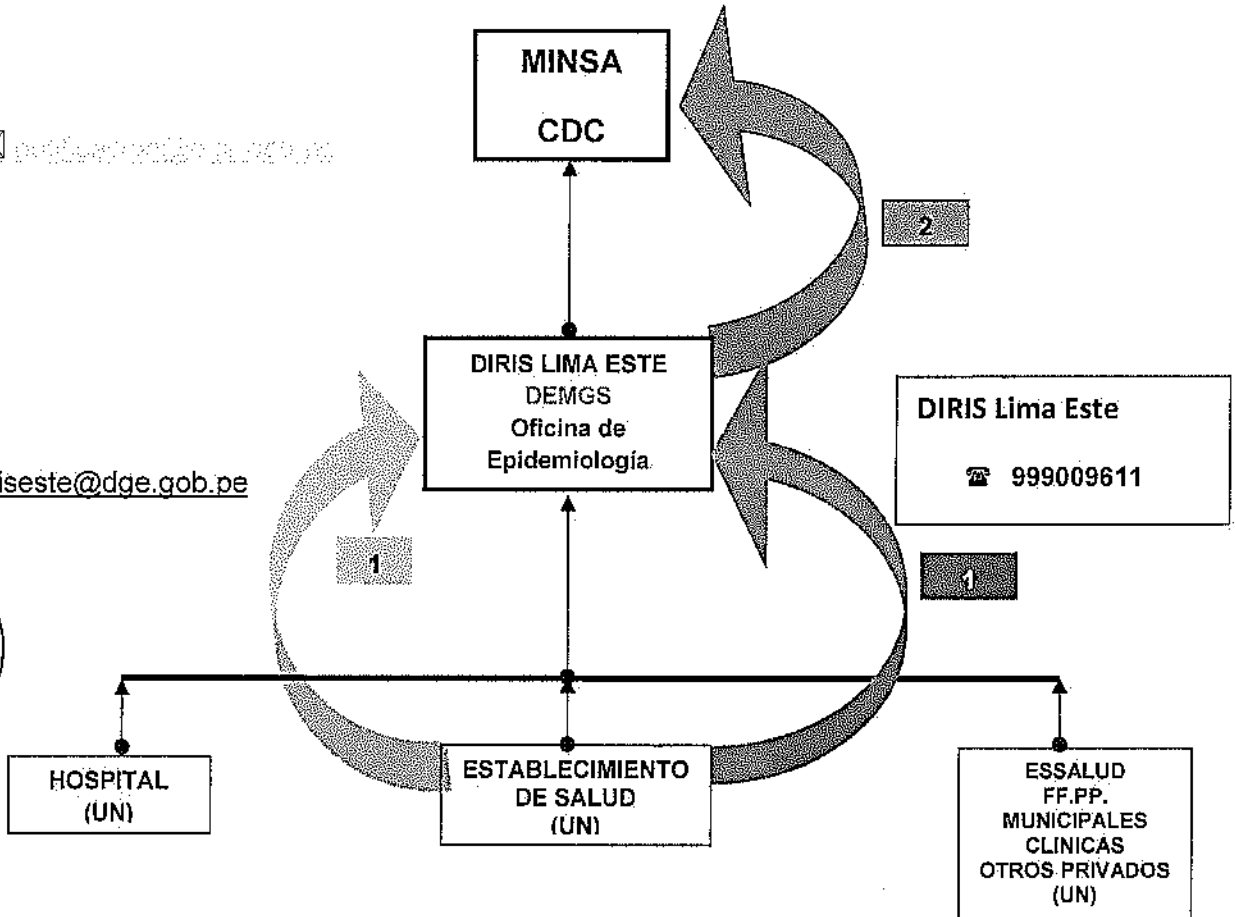 MINSA
CDC
2
DIRIS LIMA ESTE
DEMGS
Oficina de
Epidemiología
DIRIS Lima Este
☎ 999009611
iseste@dge.gob.pe
1
1
HOSPITAL
(UN)
ESTABLECIMIENTO
DE SALUD
(UN)
ESSALUD
FF.PP.
MUNICIPALES
CLINICAS
OTROS PRIVADOS
(UN)